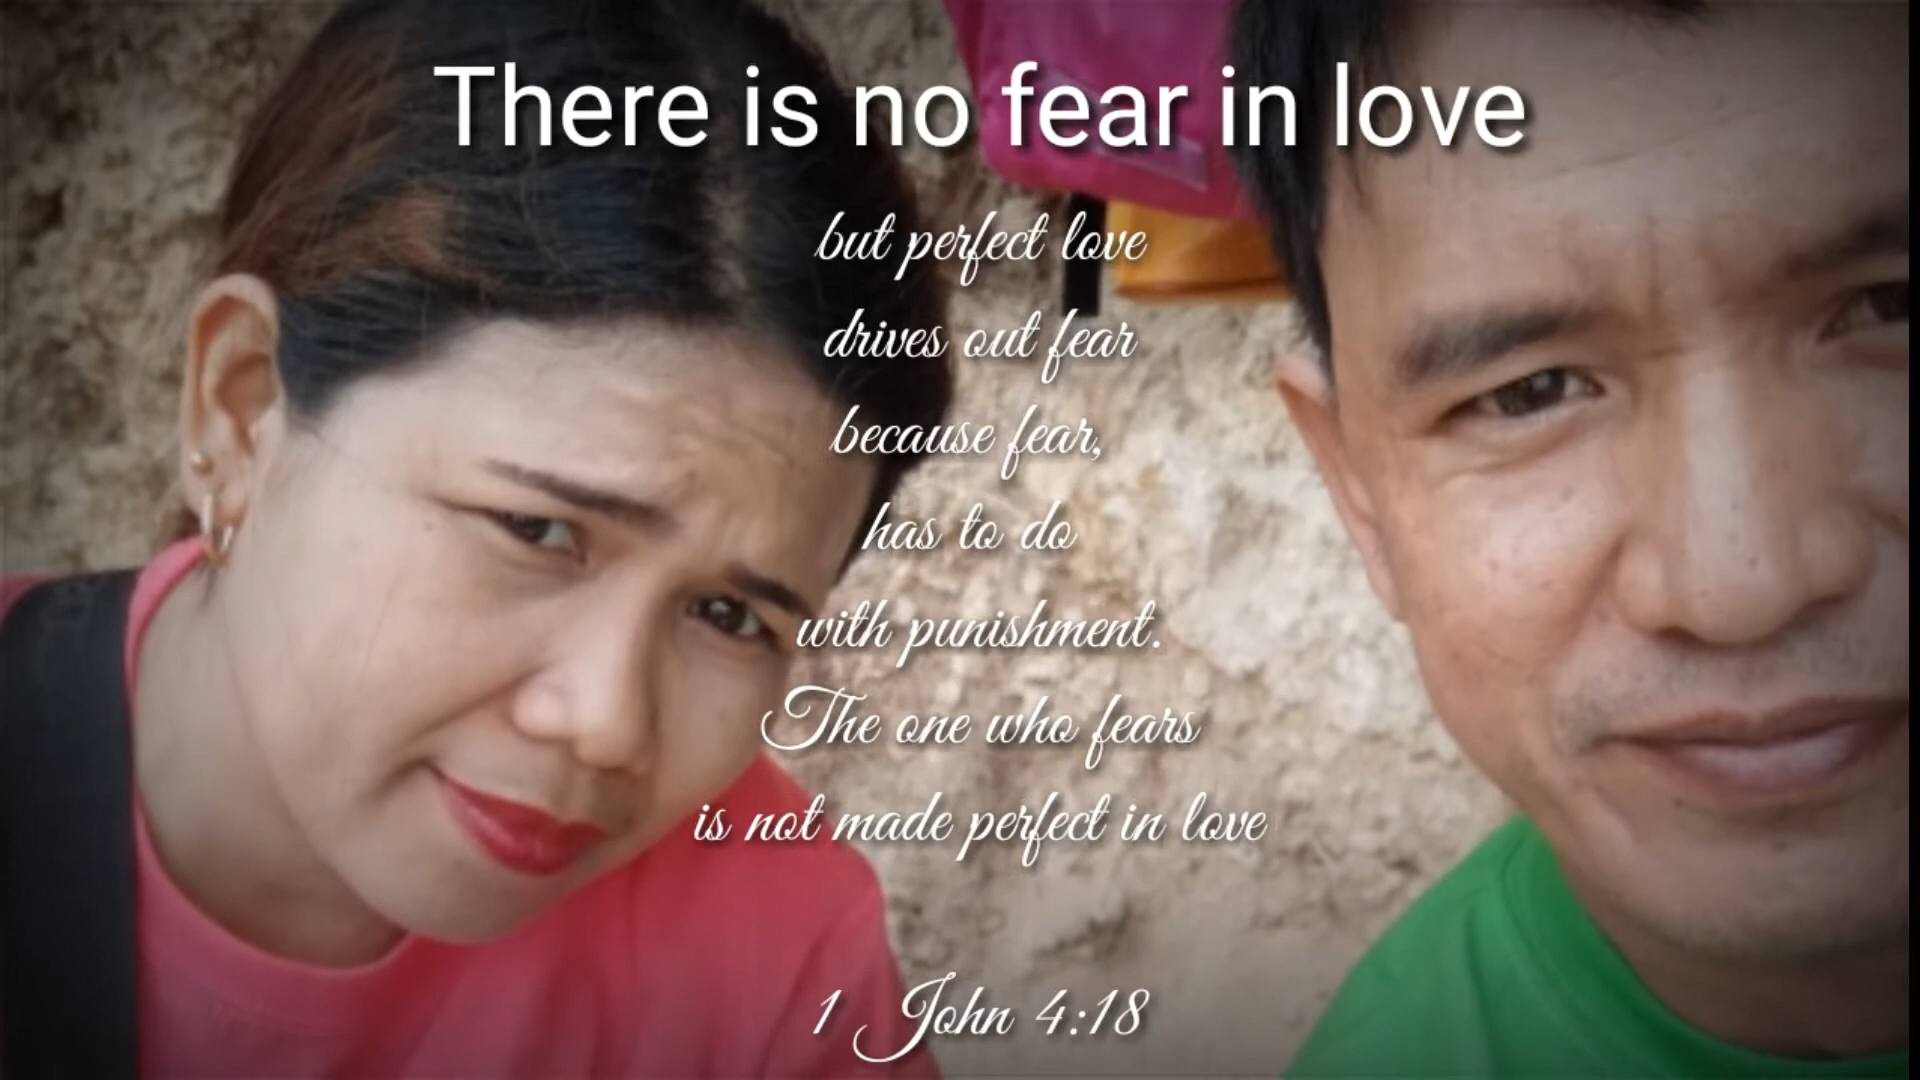 There is no fear in love
but perfect love
drives out fear
because fear,
has to do
with punishment.
The one who fears
is not made perfect in love
1 John 4:18